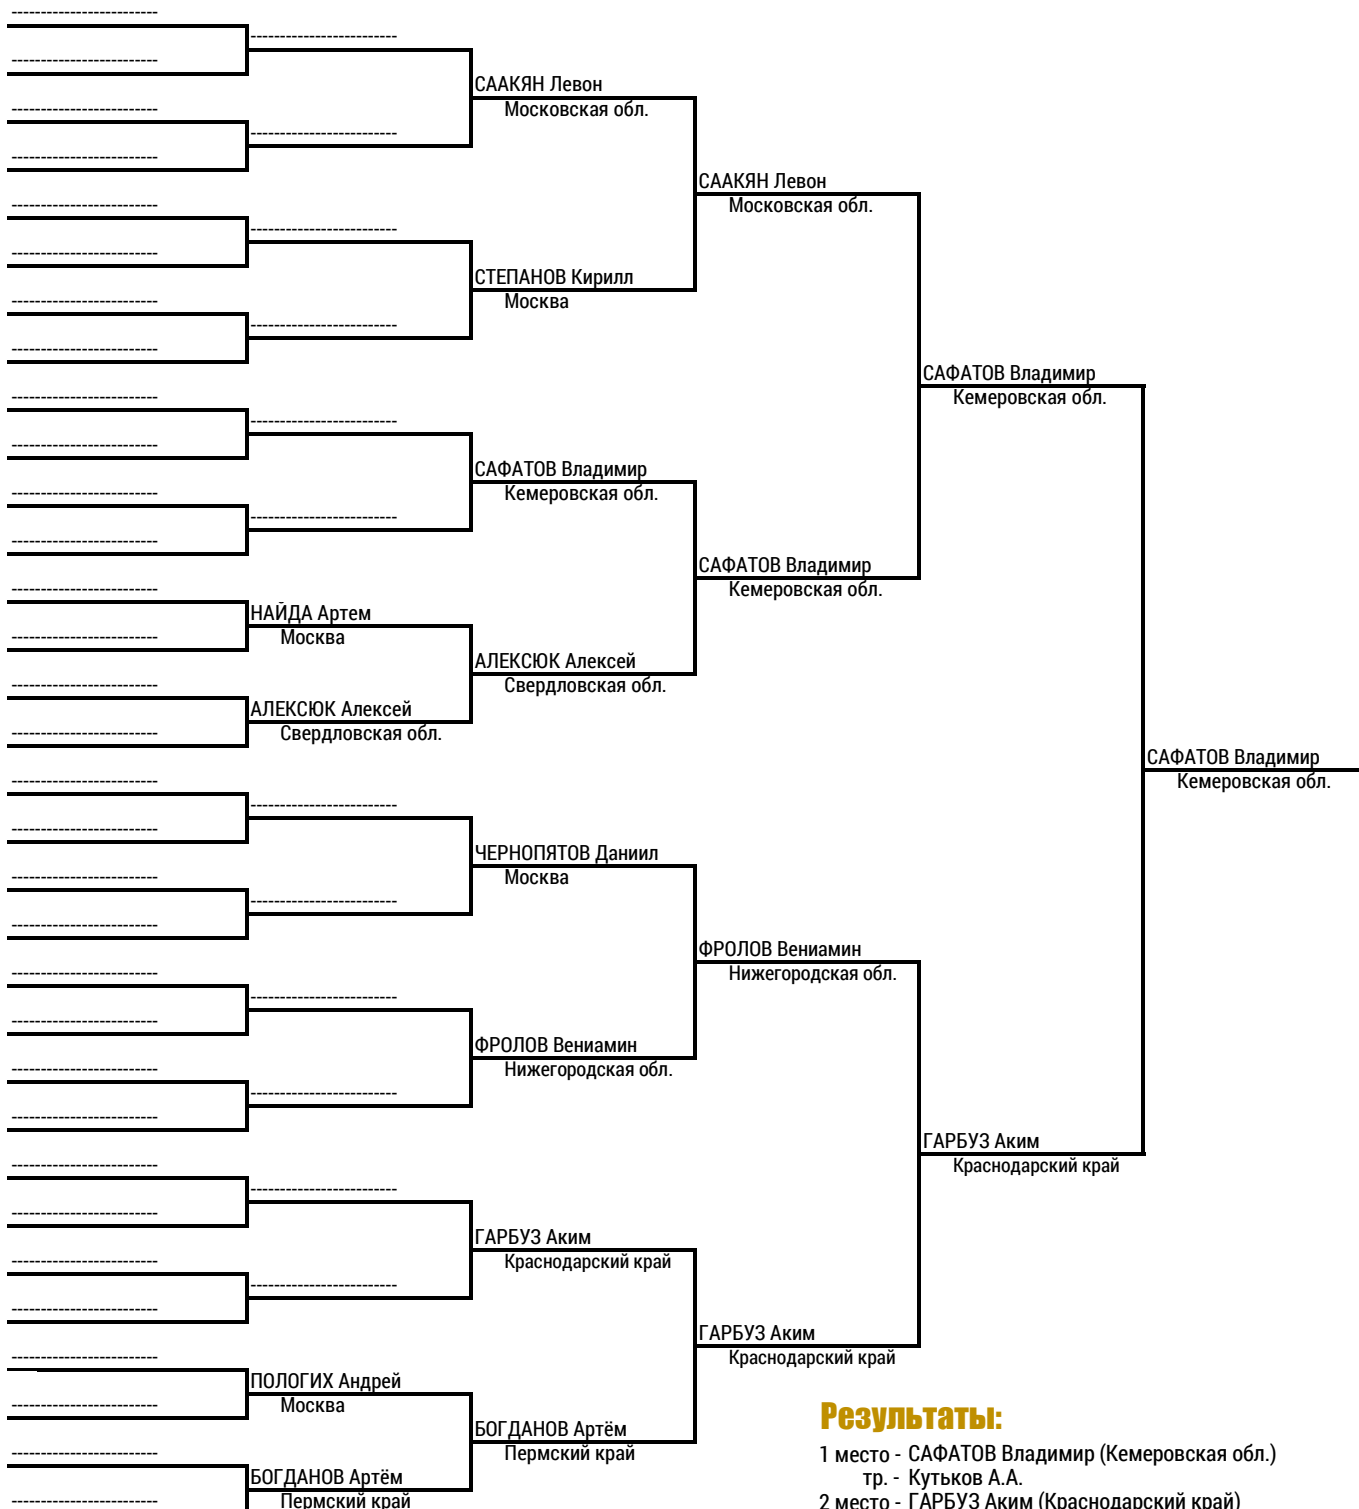 СААКЯН Левон
Московская обл.
СААКЯН Левон
Московская обл.
СТЕПАНОВ Кирилл
Москва
САФАТОВ Владимир
Кемеровская обл.
САФАТОВ Владимир
Кемеровская обл.
САФАТОВ Владимир
Кемеровская обл.
НАЙДА Артем
Москва
АЛЕКСЮК Алексей
Свердловская обл.
АЛЕКСЮК Алексей
Свердловская обл.
САФАТОВ Владимир
Кемеровская обл.
ЧЕРНОПЯТОВ Даниил
Москва
ФРОЛОВ Вениамин
Нижегородская обл.
ФРОЛОВ Вениамин
Нижегородская обл.
ГАРБУЗ Аким
Краснодарский край
ГАРБУЗ Аким
Краснодарский край
ГАРБУЗ Аким
Краснодарский край
ПОЛОГИХ Андрей
Москва
БОГДАНОВ Артём
Пермский край
БОГДАНОВ Артём
Пермский край
Результаты:
1 место - САФАТОВ Владимир (Кемеровская обл.)
тр. - Кутьков А.А.
2 место - ГАРБУЗ Аким (Краснодарский край)